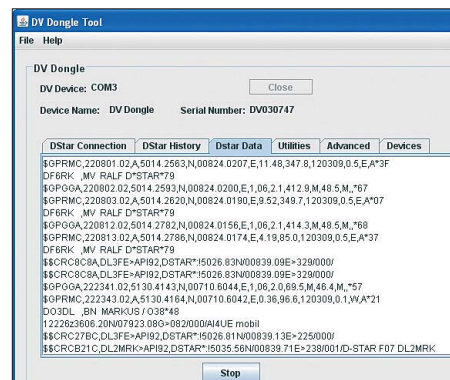 DV Dongle Tool
File Help
DV Dongle
DV Device: COM3 Close
Device Name: DV Dongle Serial Number: DV030747
DStar Connection DStar History Dstar Data Utilities Advanced Devices
$GPRMC,220801.02,A,5014.2563,N,00824.0207,E,11.48,347.8,120309,0.5,E,A*3F
DF6RK ,MV RALF D*STAR*79
$GPGGA,220802.02,5014.2593,N,00824.0200,E,1,06,2.1,412.9,M,48.5,M,,*67
$GPRMC,220803.02,A,5014.2620,N,00824.0190,E,9.52,349.7,120309,0.5,E,A*07
DF6RK ,MV RALF D*STAR*79
$GPGGA,220812.02,5014.2782,N,00824.0156,E,1,06,2.1,414.3,M,48.5,M,,*68
$GPRMC,220813.02,A,5014.2786,N,00824.0174,E,4.19,85.0,120309,0.5,E,A*37
DF6RK ,MV RALF D*STAR*79
$$CRC8C8A,DL3FE>API92,DSTAR*:!5026.83N/00839.09E>329/000/
$$CRC8C8A,DL3FE>API92,DSTAR*:!5026.83N/00839.09E>329/000/
$GPGGA,222341.02,5130.4143,N,00710.6044,E,1,06,2.0,69.5,M,46.4,M,,*57
$GPRMC,222343.02,A,5130.4164,N,00710.6042,E,0.36,96.6,120309,0.1,W,A*21
DO3DL ,BN MARKUS / O38*48
12226z3606.20N/07923.08G>082/000/AI4UE mobil
$$CRC27BC,DL3FE>API92,DSTAR*:!5026.81N/00839.13E>225/000/
$$CRCB21C,DL2MRK>API92,DSTAR*:!5035.56N/00839.71E>238/001/D-STAR F07 DL2MRK
Stop